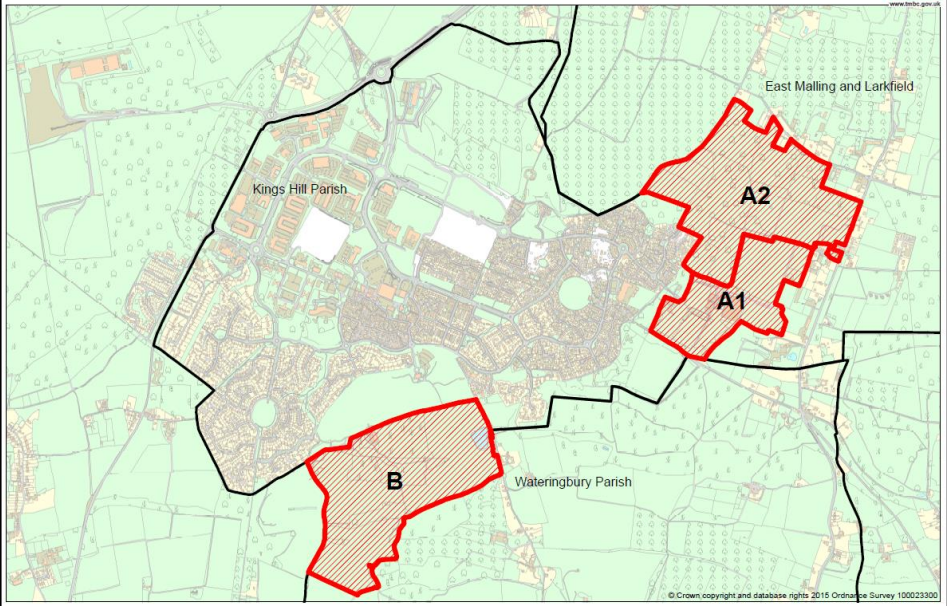 www.tmbc.gov.uk
East Malling and Larkfield
Kings Hill Parish
A2
A1
B
Wateringbury Parish
© Crown copyright and database rights 2015 Ordnance Survey 100023300